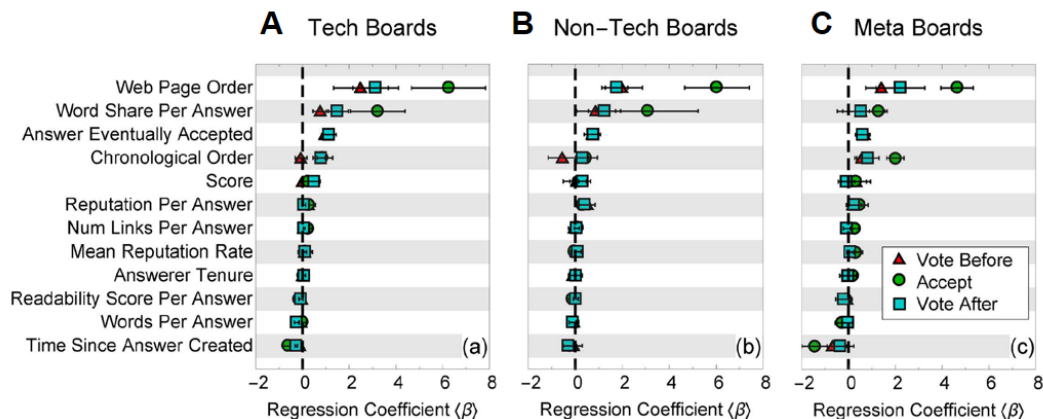 A Tech Boards
B Non-Tech Boards
C Meta Boards
Web Page Order
Word Share Per Answer
Answer Eventually Accepted
Chronological Order
Score
Reputation Per Answer
Num Links Per Answer
Mean Reputation Rate
Answerer Tenure
Readability Score Per Answer
Words Per Answer
Time Since Answer Created
(a)
(b)
(c)
Vote Before
Accept
Vote After
−2 0 2 4 6 8
−2 0 2 4 6 8
−2 0 2 4 6 8
Regression Coefficient ⟨β⟩
Regression Coefficient ⟨β⟩
Regression Coefficient ⟨β⟩